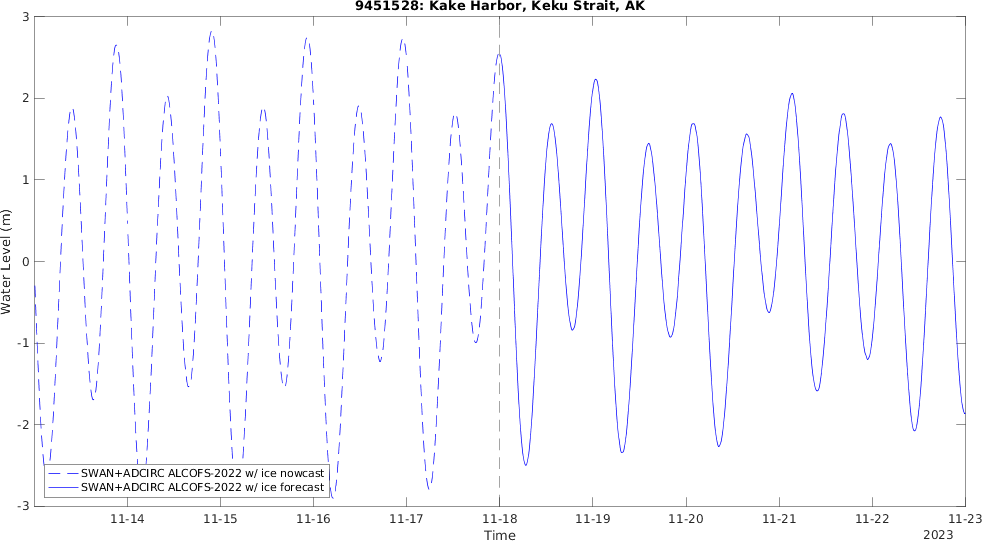 9451528: Kake Harbor, Keku Strait, AK
3
2
1
0
-1
-2
-3
Water Level (m)
SWAN+ADCIRC ALCOFS-2022 w/ ice nowcast
SWAN+ADCIRC ALCOFS-2022 w/ ice forecast
11-14 11-15 11-16 11-17 11-18 11-19 11-20 11-21 11-22 11-23
Time
2023